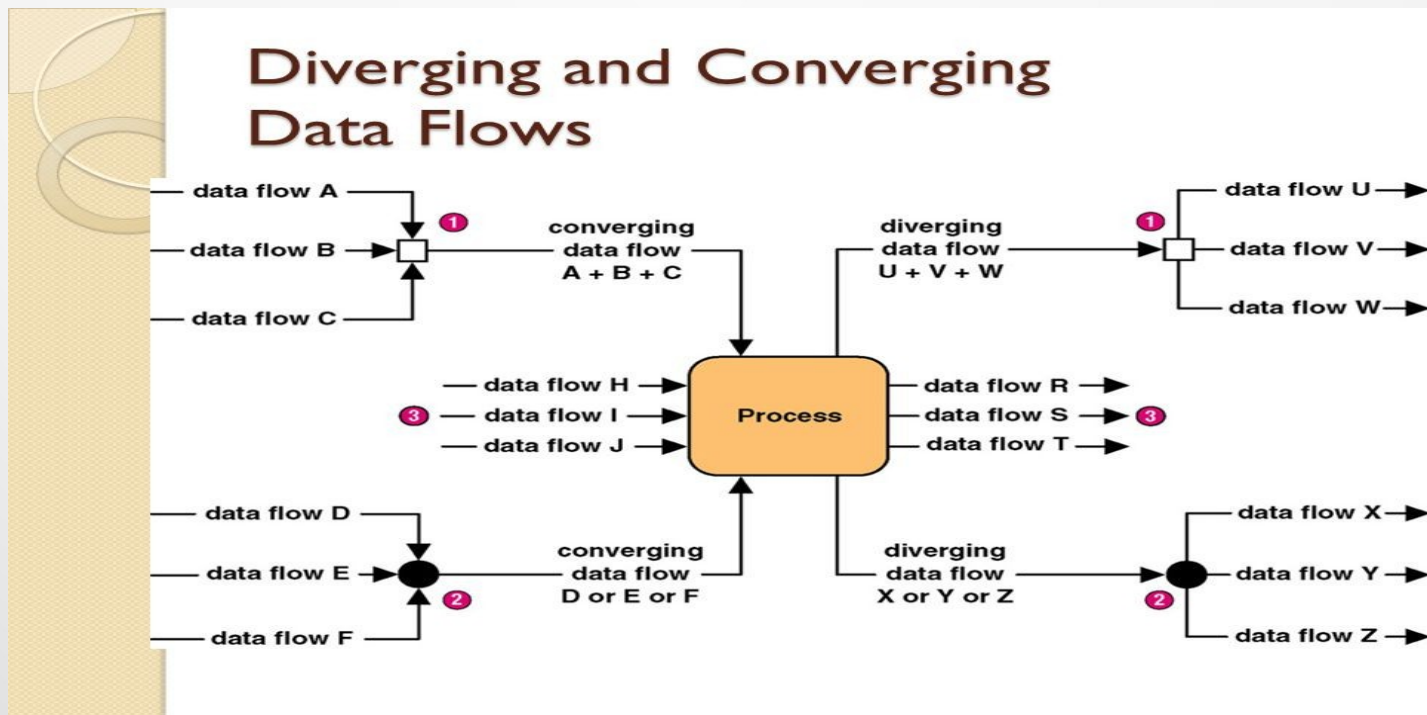 Diverging and Converging
Data Flows
data flow A
data flow B
data flow C
1
converging
data flow
A + B + C
diverging
data flow
U + V + W
1
data flow U
data flow V
data flow W
data flow H
3
data flow I
data flow J
Process
data flow R
data flow S
3
data flow T
data flow D
data flow E
data flow F
2
converging
data flow
D or E or F
diverging
data flow
X or Y or Z
2
data flow X
data flow Y
data flow Z